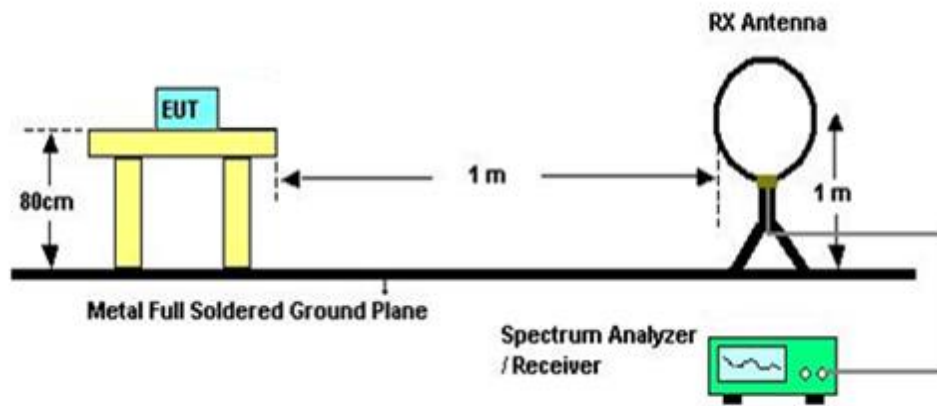 RX Antenna
EUT
1 m
80cm
1 m
Metal Full Soldered Ground Plane
Spectrum Analyzer
/ Receiver